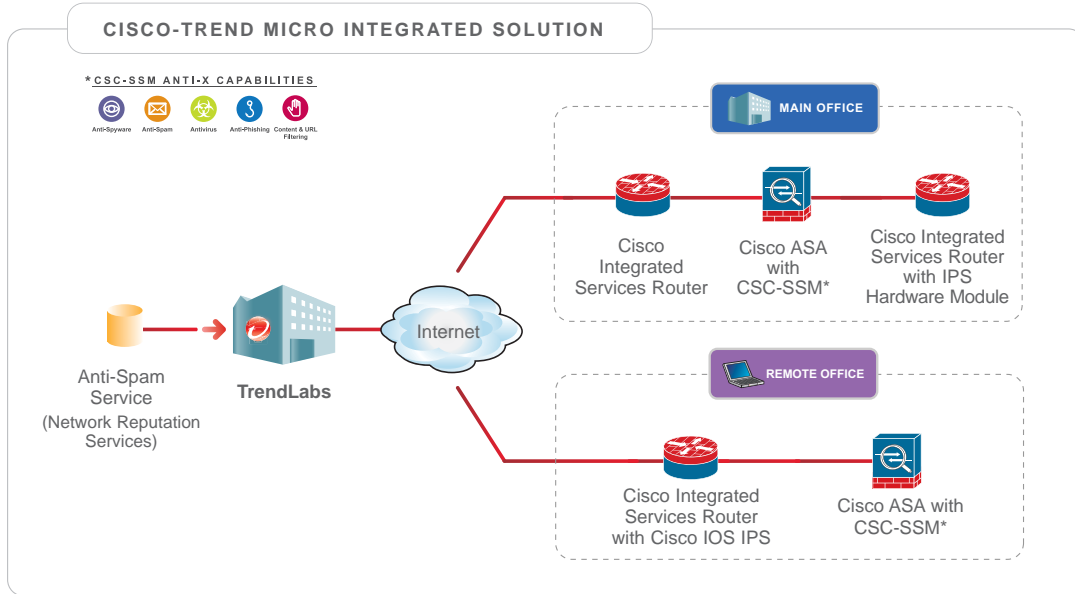 CISCO-TREND MICRO INTEGRATED SOLUTION
*CSC-SSM ANTI-X CAPABILITIES
Anti-Spyware
Anti-Spam
Antivirus
Anti-Phishing
Content & URL
Filtering
MAIN OFFICE
Cisco
Integrated
Services Router
Cisco ASA
with
CSC-SSM*
Cisco Integrated
Services Router
with IPS
Hardware Module
Internet
Anti-Spam
Service
(Network Reputation
Services)
TrendLabs
REMOTE OFFICE
Cisco Integrated
Services Router
with Cisco IOS IPS
Cisco ASA with
CSC-SSM*